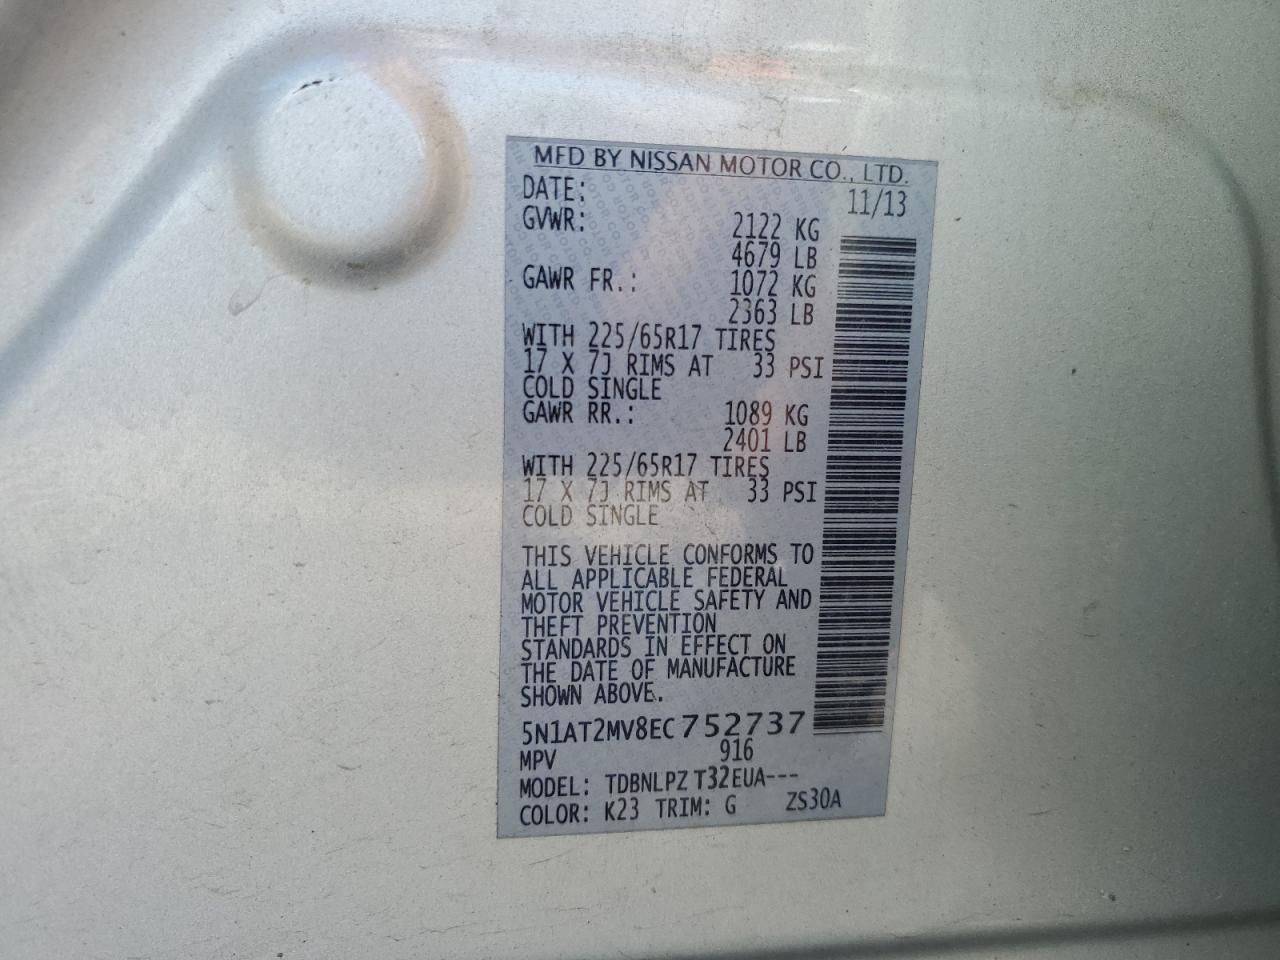 MFD BY NISSAN MOTOR CO., LTD.
DATE: 11/13
GVWR: 2122 KG
4679 LB
GAWR FR.: 1072 KG
2363 LB
WITH 225/65R17 TIRES
17 X 7J RIMS AT 33 PSI
COLD SINGLE
GAWR RR.: 1089 KG
2401 LB
WITH 225/65R17 TIRES
17 X 7J RIMS AT 33 PSI
COLD SINGLE
THIS VEHICLE CONFORMS TO
ALL APPLICABLE FEDERAL
MOTOR VEHICLE SAFETY AND
THEFT PREVENTION
STANDARDS IN EFFECT ON
THE DATE OF MANUFACTURE
SHOWN ABOVE.
5N1AT2MV8EC752737
MPV 916
MODEL: TDBNLPZ T32EUA---
COLOR: K23 TRIM: G ZS30A